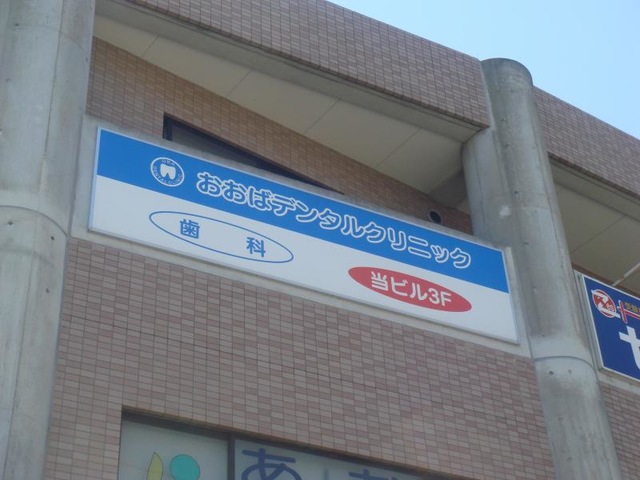 おおばデンタルクリニック
歯科
当ビル3F